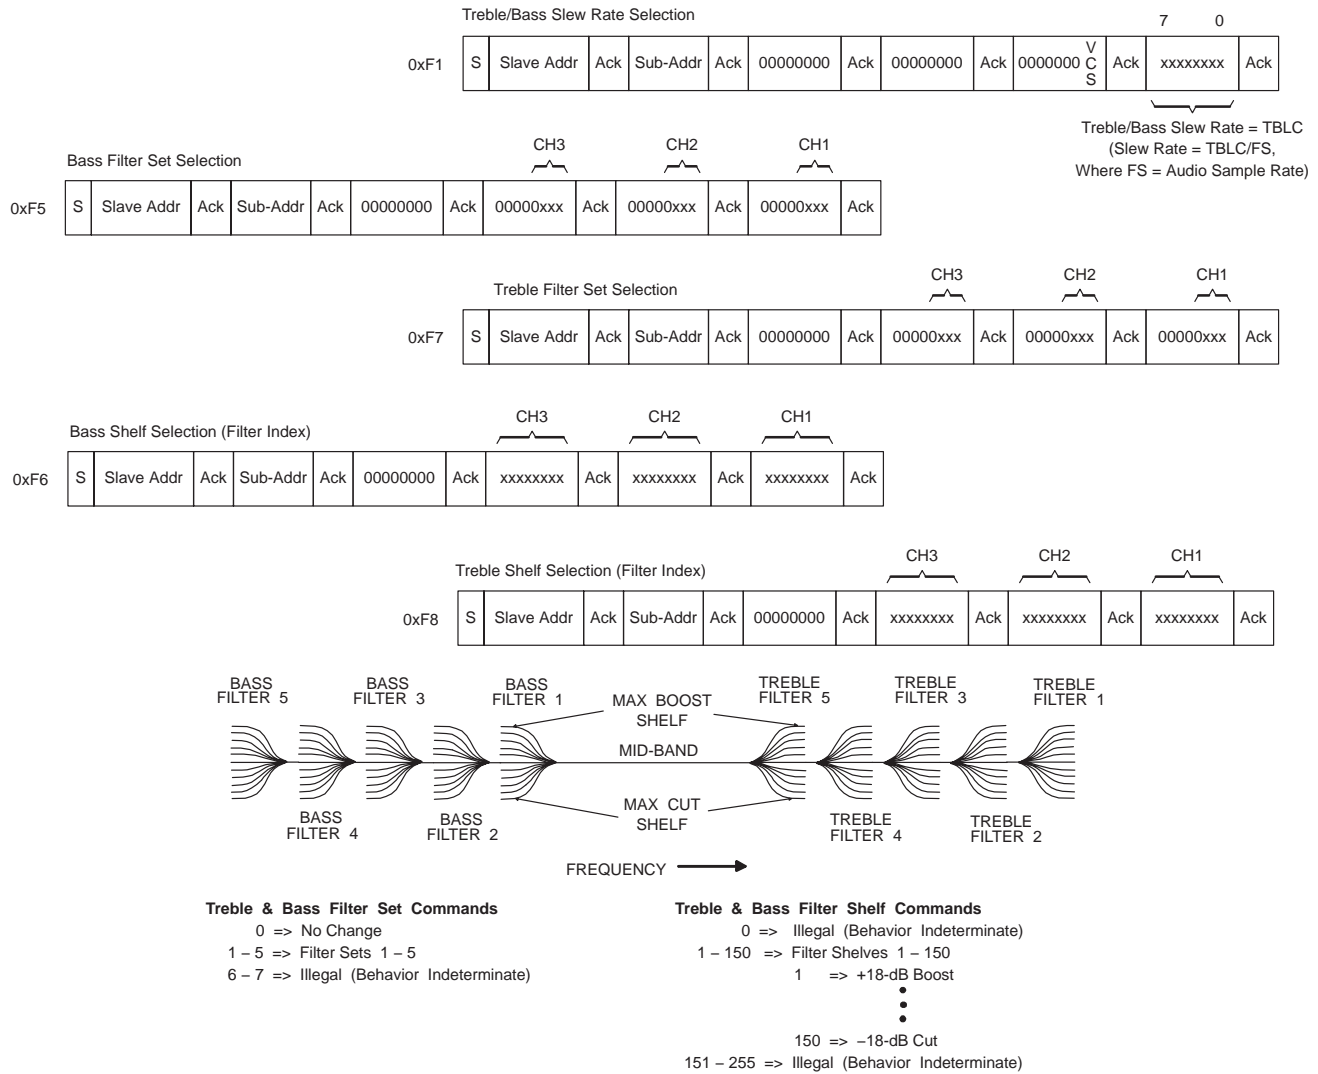 Treble/Bass Slew Rate Selection
7 0
0xF1 S Slave Addr Ack Sub-Addr Ack 00000000 Ack 00000000 Ack 0000000 VCS Ack xxxxxxxx Ack
Treble/Bass Slew Rate = TBLC
(Slew Rate = TBLC/FS,
Where FS = Audio Sample Rate)
Bass Filter Set Selection
CH3 CH2 CH1
0xF5 S Slave Addr Ack Sub-Addr Ack 00000000 Ack 00000xxx Ack 00000xxx Ack 00000xxx Ack
Treble Filter Set Selection
CH3 CH2 CH1
0xF7 S Slave Addr Ack Sub-Addr Ack 00000000 Ack 00000xxx Ack 00000xxx Ack 00000xxx Ack
Bass Shelf Selection (Filter Index)
CH3 CH2 CH1
0xF6 S Slave Addr Ack Sub-Addr Ack 00000000 Ack xxxxxxxx Ack xxxxxxxx Ack xxxxxxxx Ack
Treble Shelf Selection (Filter Index)
CH3 CH2 CH1
0xF8 S Slave Addr Ack Sub-Addr Ack 00000000 Ack xxxxxxxx Ack xxxxxxxx Ack xxxxxxxx Ack
BASS
FILTER 5
BASS
FILTER 3
BASS
FILTER 1
MAX BOOST
SHELF
TREBLE
FILTER 5
TREBLE
FILTER 3
TREBLE
FILTER 1
MID-BAND
BASS
FILTER 4
BASS
FILTER 2
MAX CUT
SHELF
TREBLE
FILTER 4
TREBLE
FILTER 2
FREQUENCY
Treble & Bass Filter Set Commands
0 => No Change
1 – 5 => Filter Sets 1 – 5
6 – 7 => Illegal (Behavior Indeterminate)
Treble & Bass Filter Shelf Commands
0 => Illegal (Behavior Indeterminate)
1 – 150 => Filter Shelves 1 – 150
1 => +18-dB Boost
150 => –18-dB Cut
151 – 255 => Illegal (Behavior Indeterminate)